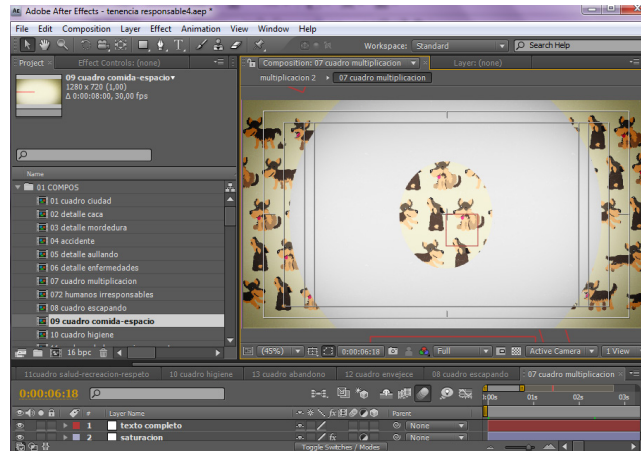 Ae Adobe After Effects - tenencia responsable4.aep *
File Edit Composition Layer Effect Animation View Window Help
Workspace: Standard Search Help
Project Effect Controls: (none)
Composition: 07 cuadro multiplicacion Layer: (none)
09 cuadro comida-espacio
1280 x 720 (1,00)
Δ 0:00:08:00, 30,00 fps
multiplicacion 2 07 cuadro multiplicacion
Name
01 COMPOS
01 cuadro ciudad
02 detalle caca
03 detalle mordedura
04 accidente
05 detalle aullando
06 detalle enfermedades
07 cuadro multiplicacion
072 humanos irresponsables
08 cuadro escapando
09 cuadro comida-espacio
10 cuadro higiene
16 bpc
(45%) 0:00:06:18 Full Active Camera 1 View
11cuadro salud-recreacion-respeto 10 cuadro higiene 13 cuadro abandono 12 cuadro envejece 08 cuadro escapando 07 cuadro multiplicacion
0:00:06:18
01s 02s 03s
# Layer Name Parent
1 texto completo None
2 saturacion None
Toggle Switches / Modes